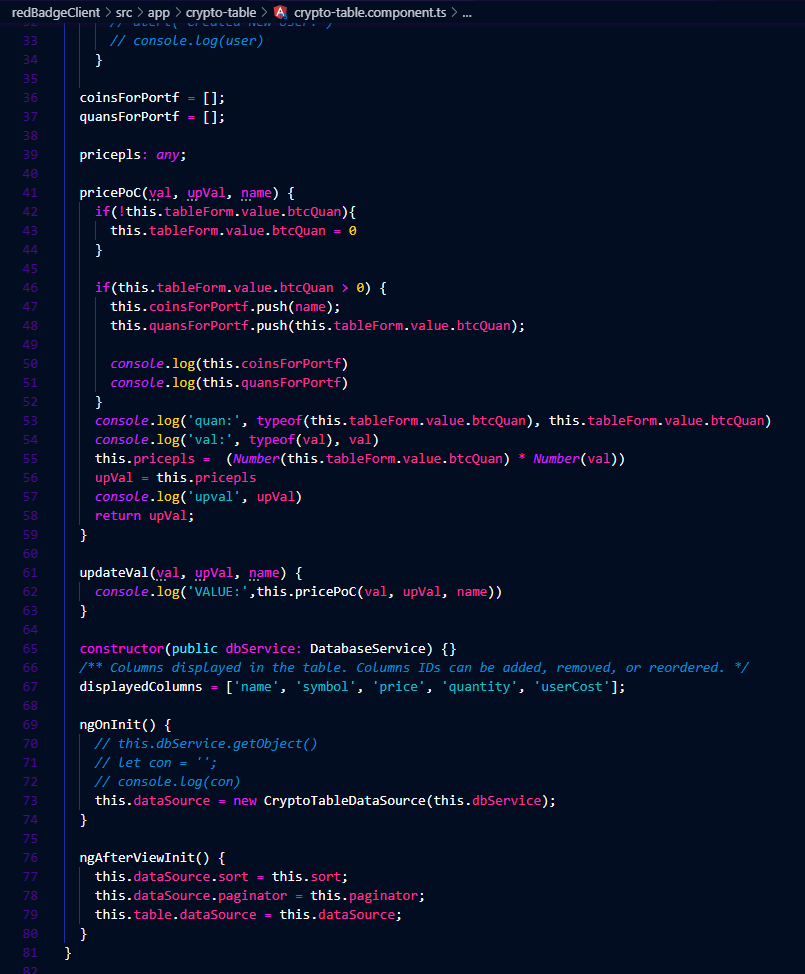 redBadgeClient > src > app > crypto-table > crypto-table.component.ts > ...
33 // console.log(user)
34 }
35
36 coinsForPortf = [];
37 quansForPortf = [];
38
39 pricepls: any;
40
41 pricePoC(val, upVal, name) {
42 if(!this.tableForm.value.btcQuan){
43 this.tableForm.value.btcQuan = 0
44 }
45
46 if(this.tableForm.value.btcQuan > 0) {
47 this.coinsForPortf.push(name);
48 this.quansForPortf.push(this.tableForm.value.btcQuan);
49
50 console.log(this.coinsForPortf)
51 console.log(this.quansForPortf)
52 }
53 console.log('quan:', typeof(this.tableForm.value.btcQuan), this.tableForm.value.btcQuan)
54 console.log('val:', typeof(val), val)
55 this.pricepls =  (Number(this.tableForm.value.btcQuan) * Number(val))
56 upVal = this.pricepls
57 console.log('upval', upVal)
58 return upVal;
59 }
60
61 updateVal(val, upVal, name) {
62 console.log('VALUE:',this.pricePoC(val, upVal, name))
63 }
64
65 constructor(public dbService: DatabaseService) {}
66 /** Columns displayed in the table. Columns IDs can be added, removed, or reordered. */
67 displayedColumns = ['name', 'symbol', 'price', 'quantity', 'userCost'];
68
69 ngOnInit() {
70 // this.dbService.getObject()
71 // let con = '';
72 // console.log(con)
73 this.dataSource = new CryptoTableDataSource(this.dbService);
74 }
75
76 ngAfterViewInit() {
77 this.dataSource.sort = this.sort;
78 this.dataSource.paginator = this.paginator;
79 this.table.dataSource = this.dataSource;
80 }
81 }
82